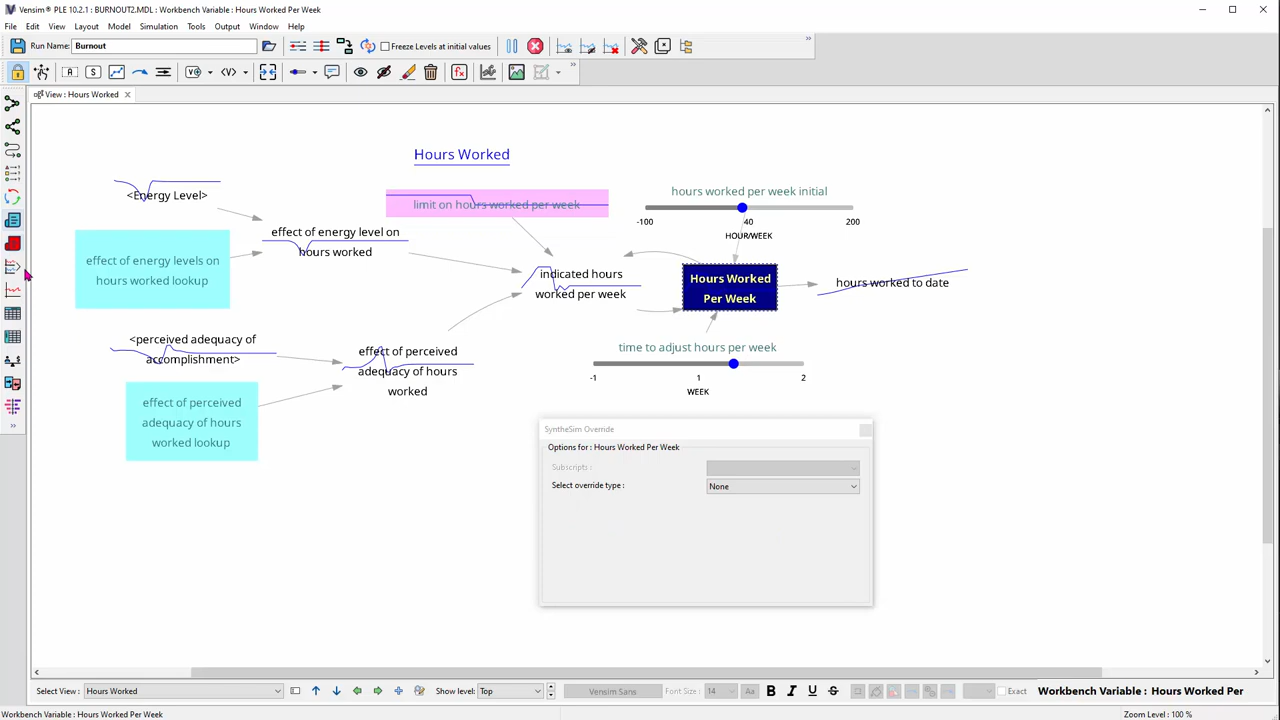 Vensim® PLE 10.2.1 : BURNOUT2.MDL : Workbench Variable : Hours Worked Per Week
File Edit View Layout Model Simulation Tools Output Window Help
Run Name: Burnout
Freeze Levels at initial values
View : Hours Worked
Hours Worked
<Energy Level>
limit on hours worked per week
hours worked per week initial
-100 40 200
HOUR/WEEK
effect of energy level on
hours worked
effect of energy levels on
hours worked lookup
indicated hours
worked per week
Hours Worked
Per Week
hours worked to date
<perceived adequacy of
accomplishment>
effect of perceived
adequacy of hours
worked
time to adjust hours per week
-1 1 2
WEEK
effect of perceived
adequacy of hours
worked lookup
SyntheSim Override
Options for : Hours Worked Per Week
Subscripts :
Select override type : None
Select View : Hours Worked Show level: Top Vensim Sans Font Size : 14 Aa B I U S Exact Workbench Variable : Hours Worked Per
Workbench Variable : Hours Worked Per Week Zoom Level : 100 %